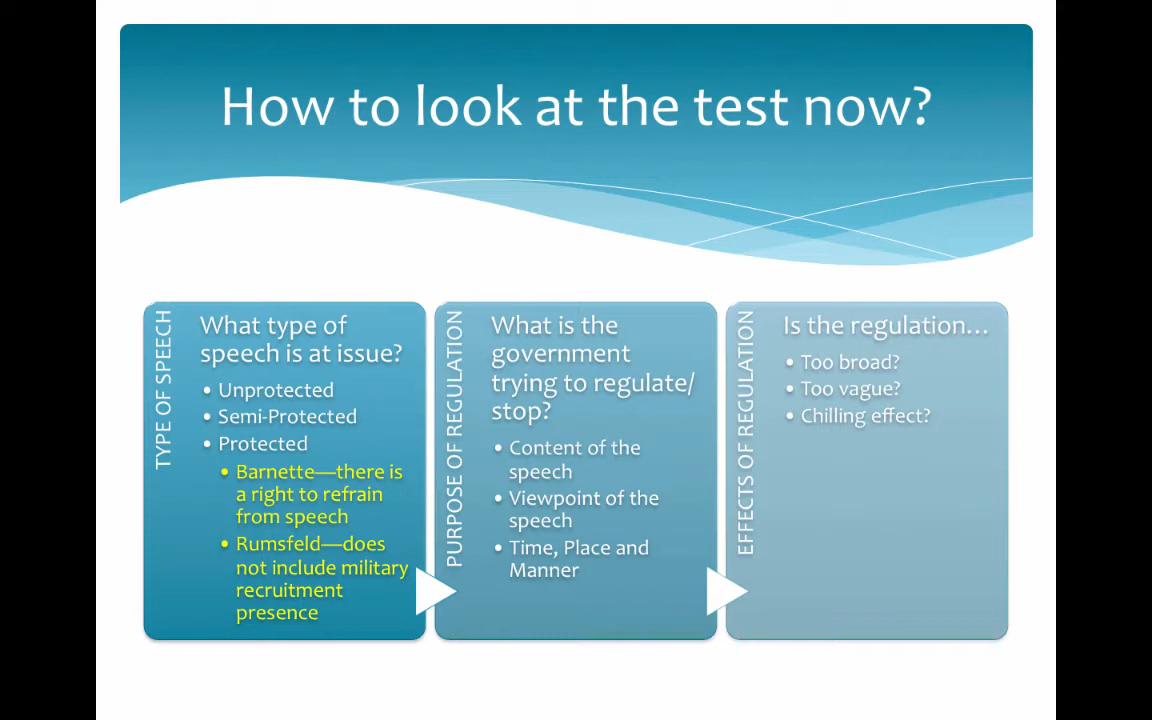 How to look at the test now?
TYPE OF SPEECH
What type of
speech is at issue?
• Unprotected
• Semi-Protected
• Protected
• Barnette—there is
a right to refrain
from speech
• Rumsfeld—does
not include military
recruitment
presence
PURPOSE OF REGULATION
What is the
government
trying to regulate/
stop?
• Content of the
speech
• Viewpoint of the
speech
• Time, Place and
Manner
EFFECTS OF REGULATION
Is the regulation...
• Too broad?
• Too vague?
• Chilling effect?